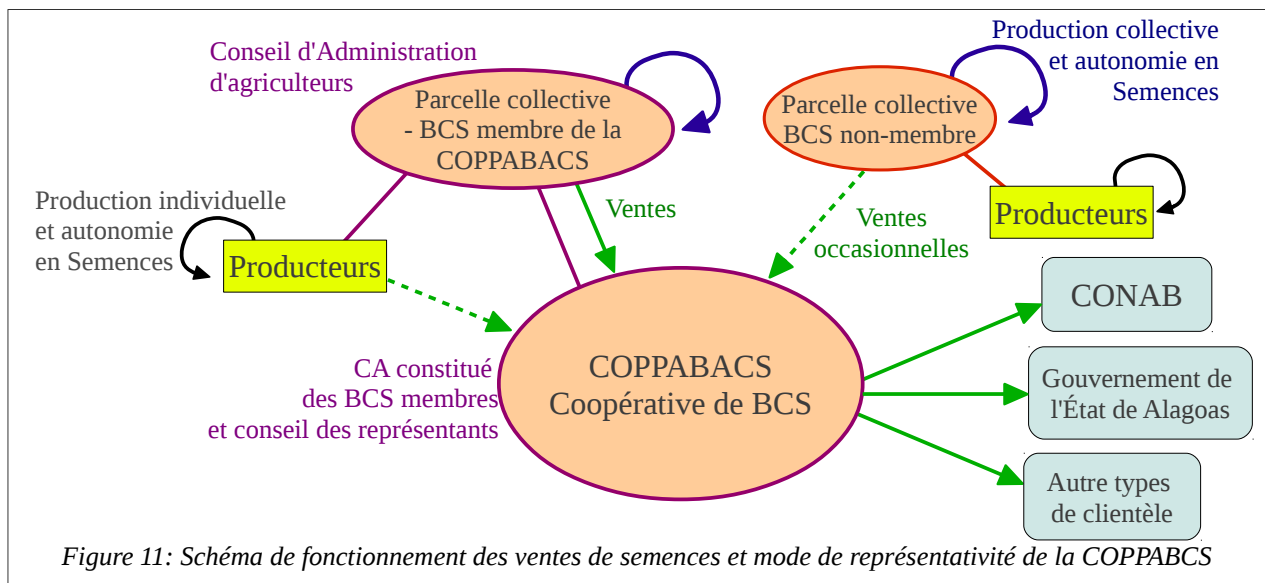 Conseil d'Administration
d'agriculteurs
Parcelle collective
- BCS membre de la
COPPABACS
Parcelle collective
BCS non-membre
Production collective
et autonomie en
Semences
Production individuelle
et autonomie
en Semences
Producteurs
Ventes
Ventes
occasionnelles
Producteurs
CA constitué
des BCS membres
et conseil des représentants
COPPABACS
Coopérative de BCS
CONAB
Gouvernement de
l'État de Alagoas
Autre types
de clientèle
Figure 11: Schéma de fonctionnement des ventes de semences et mode de représentativité de la COPPABCS